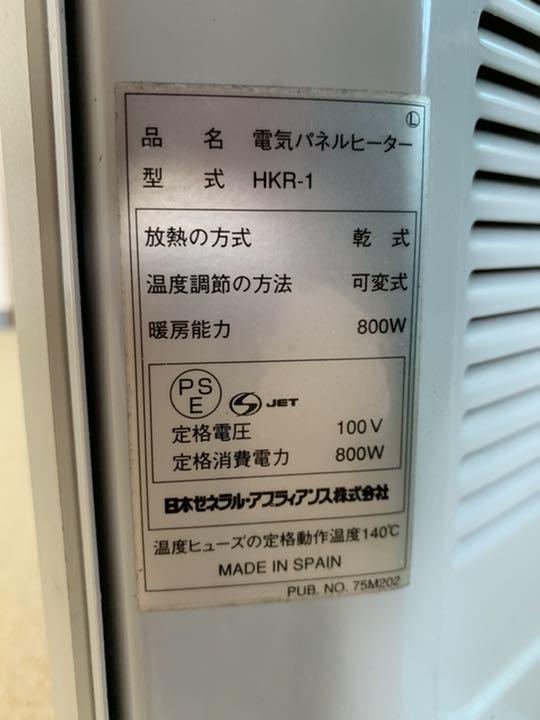 Ⓛ
品 名 電気パネルヒーター
型 式 HKR-1
放熱の方式 乾 式
温度調節の方法 可変式
暖房能力 800W
PS
E
JET
定格電圧 100V
定格消費電力 800W
日本ゼネラル・アプライアンス株式会社
温度ヒューズの定格動作温度140℃
MADE IN SPAIN
PUB. NO. 75M202